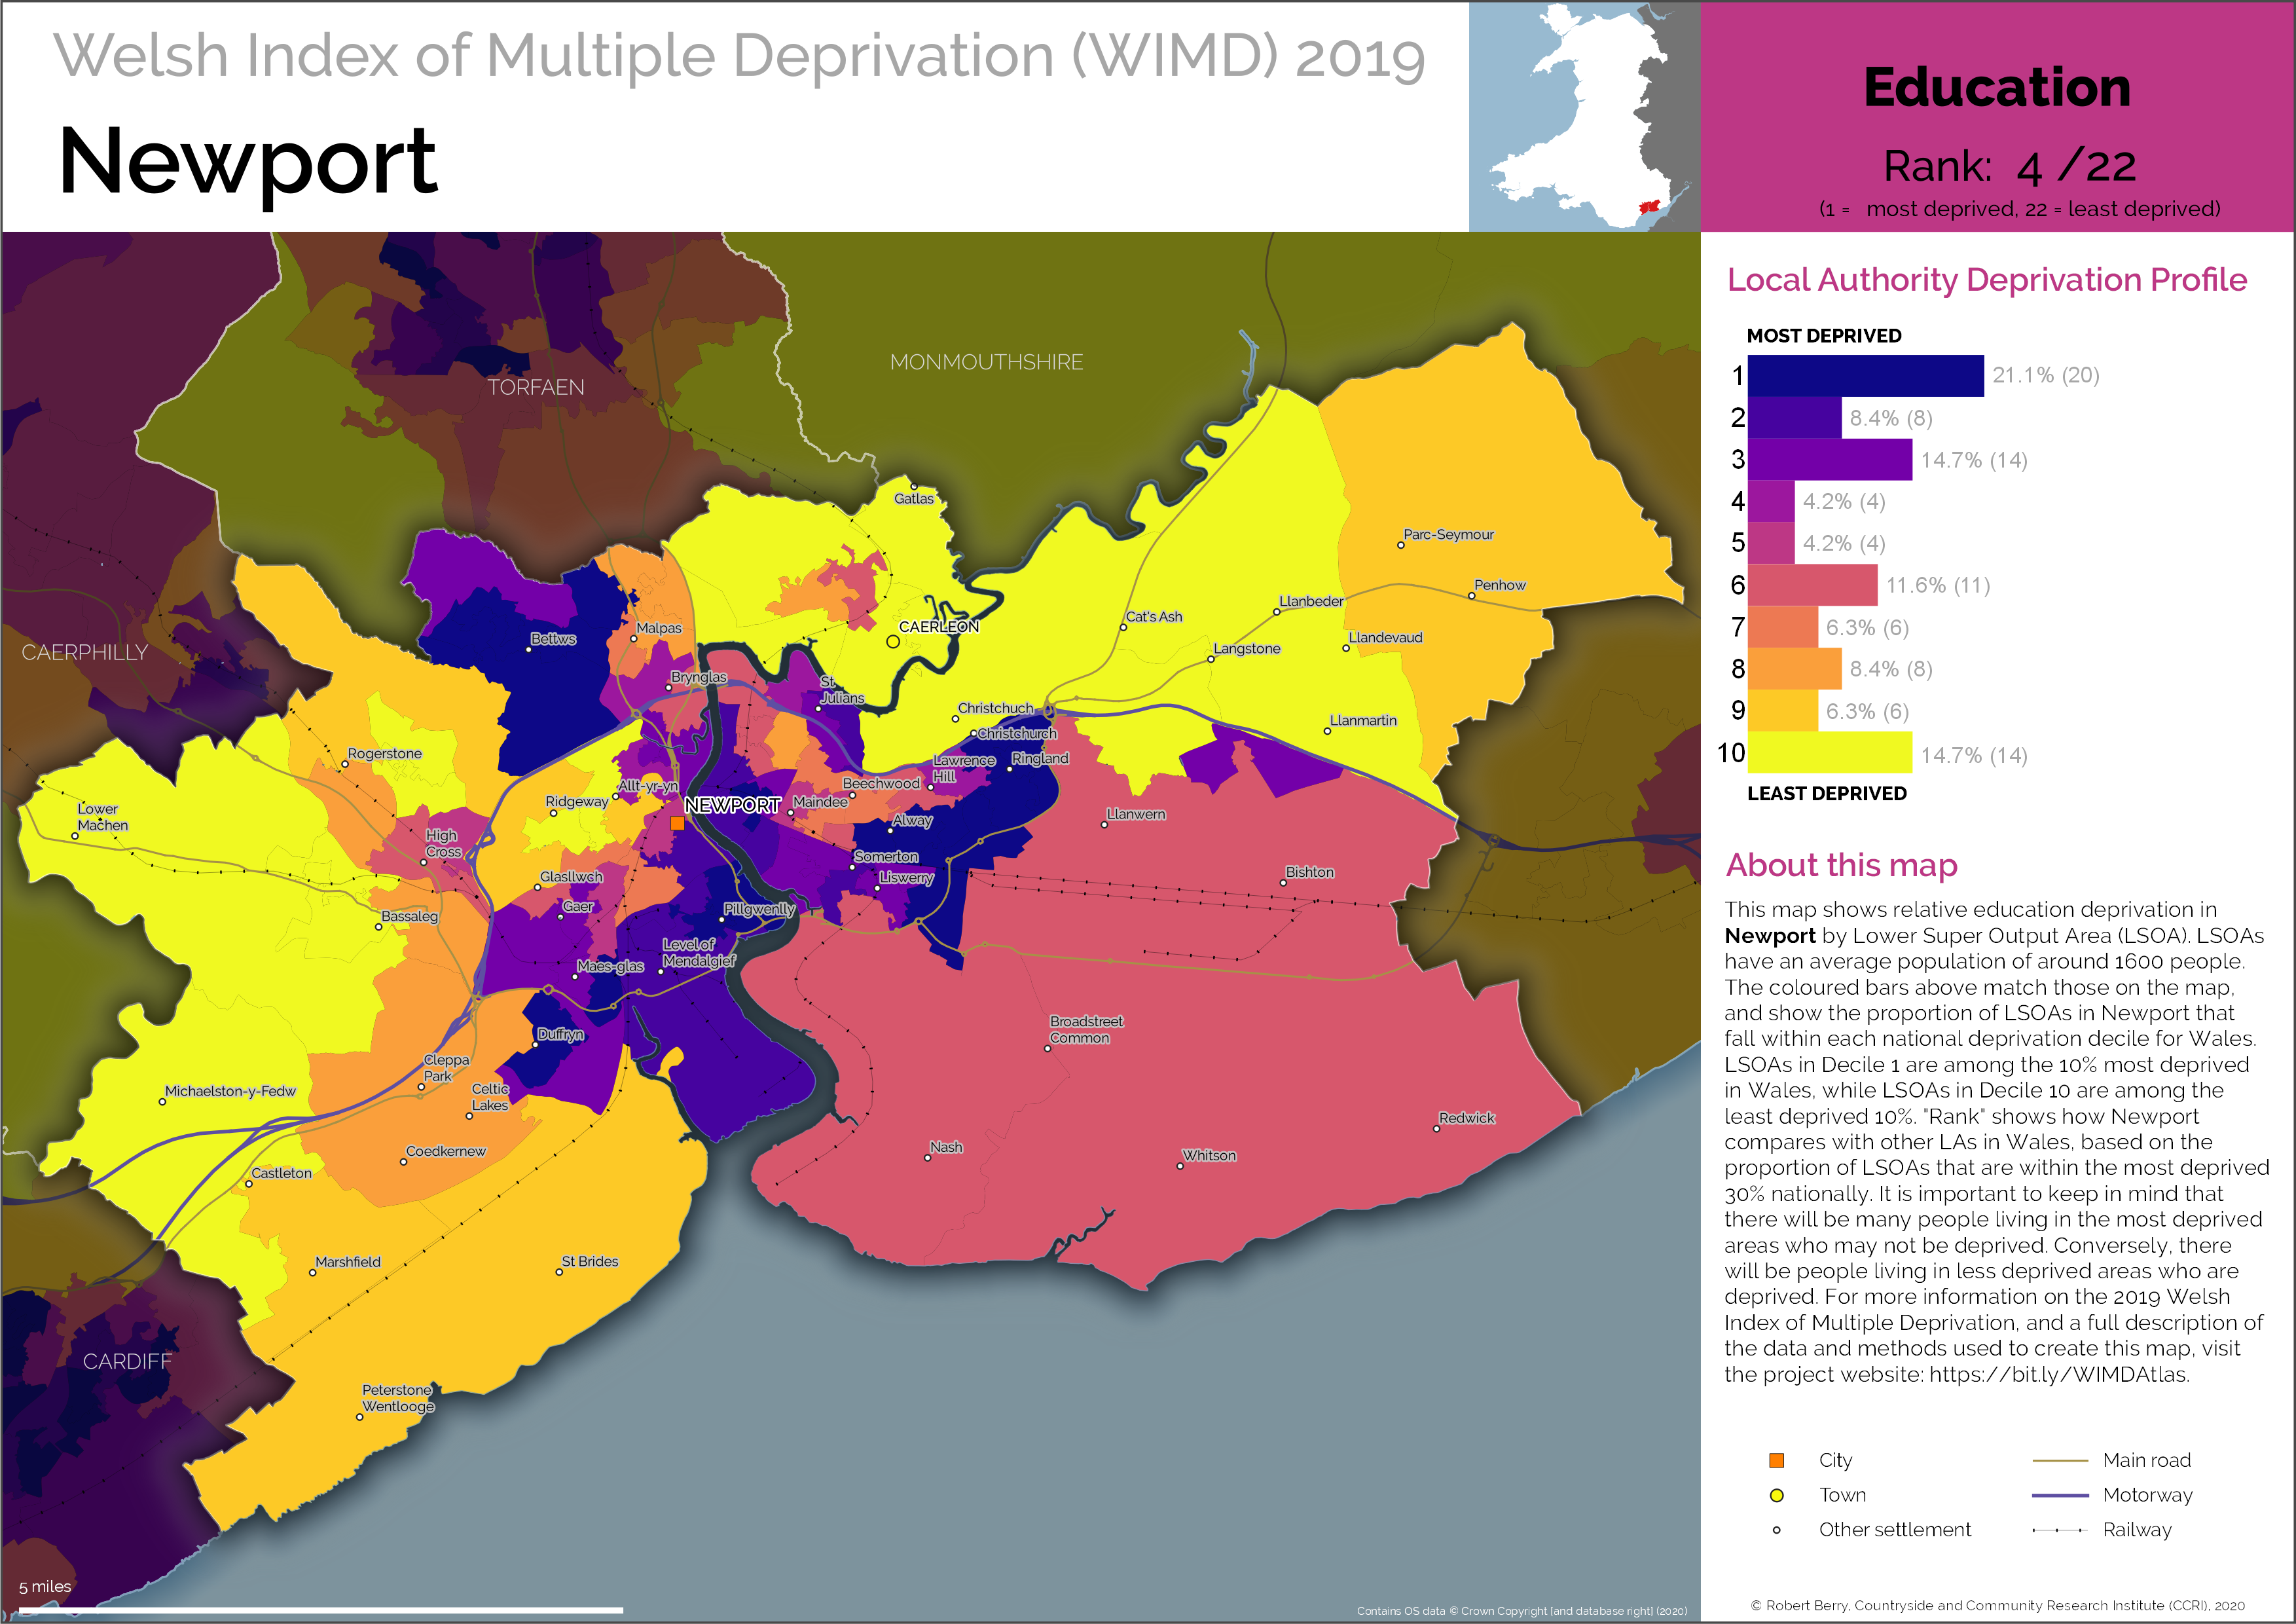 Welsh Index of Multiple Deprivation (WIMD) 2019
Newport
Education
Rank: 4 /22
(1 = most deprived, 22 = least deprived)
TORFAEN
MONMOUTHSHIRE
CAERPHILLY
CARDIFF
Gatlas
Parc-Seymour
Penhow
Llanbeder
Cat's Ash
Llandevaud
Langstone
CAERLEON
Malpas
Bettws
Brynglas
St
Julians
Christchuch
Christchurch
Llanmartin
Rogerstone
Lawrence
Hill
Ringland
Beechwood
Allt-yr-yn
Ridgeway
NEWPORT
Maindee
Lower
Machen
Alway
Llanwern
High
Cross
Somerton
Liswerry
Bishton
Glasllwch
Gaer
Pillgwenlly
Bassaleg
Level of
Mendalgief
Maes-glas
Broadstreet
Common
Duffryn
Cleppa
Park
Celtic
Lakes
Michaelston-y-Fedw
Redwick
Nash
Whitson
Coedkernew
Castleton
Marshfield
St Brides
Peterstone
Wentlooge
5 miles
Contains OS data © Crown Copyright [and database right] (2020)
Local Authority Deprivation Profile
MOST DEPRIVED
1 21.1% (20)
2 8.4% (8)
3 14.7% (14)
4 4.2% (4)
5 4.2% (4)
6 11.6% (11)
7 6.3% (6)
8 8.4% (8)
9 6.3% (6)
10 14.7% (14)
LEAST DEPRIVED
About this map
This map shows relative education deprivation in
Newport by Lower Super Output Area (LSOA). LSOAs
have an average population of around 1600 people.
The coloured bars above match those on the map,
and show the proportion of LSOAs in Newport that
fall within each national deprivation decile for Wales.
LSOAs in Decile 1 are among the 10% most deprived
in Wales, while LSOAs in Decile 10 are among the
least deprived 10%. "Rank" shows how Newport
compares with other LAs in Wales, based on the
proportion of LSOAs that are within the most deprived
30% nationally. It is important to keep in mind that
there will be many people living in the most deprived
areas who may not be deprived. Conversely, there
will be people living in less deprived areas who are
deprived. For more information on the 2019 Welsh
Index of Multiple Deprivation, and a full description of
the data and methods used to create this map, visit
the project website: https://bit.ly/WIMDAtlas.
City
Town
Other settlement
Main road
Motorway
Railway
© Robert Berry, Countryside and Community Research Institute (CCRI), 2020